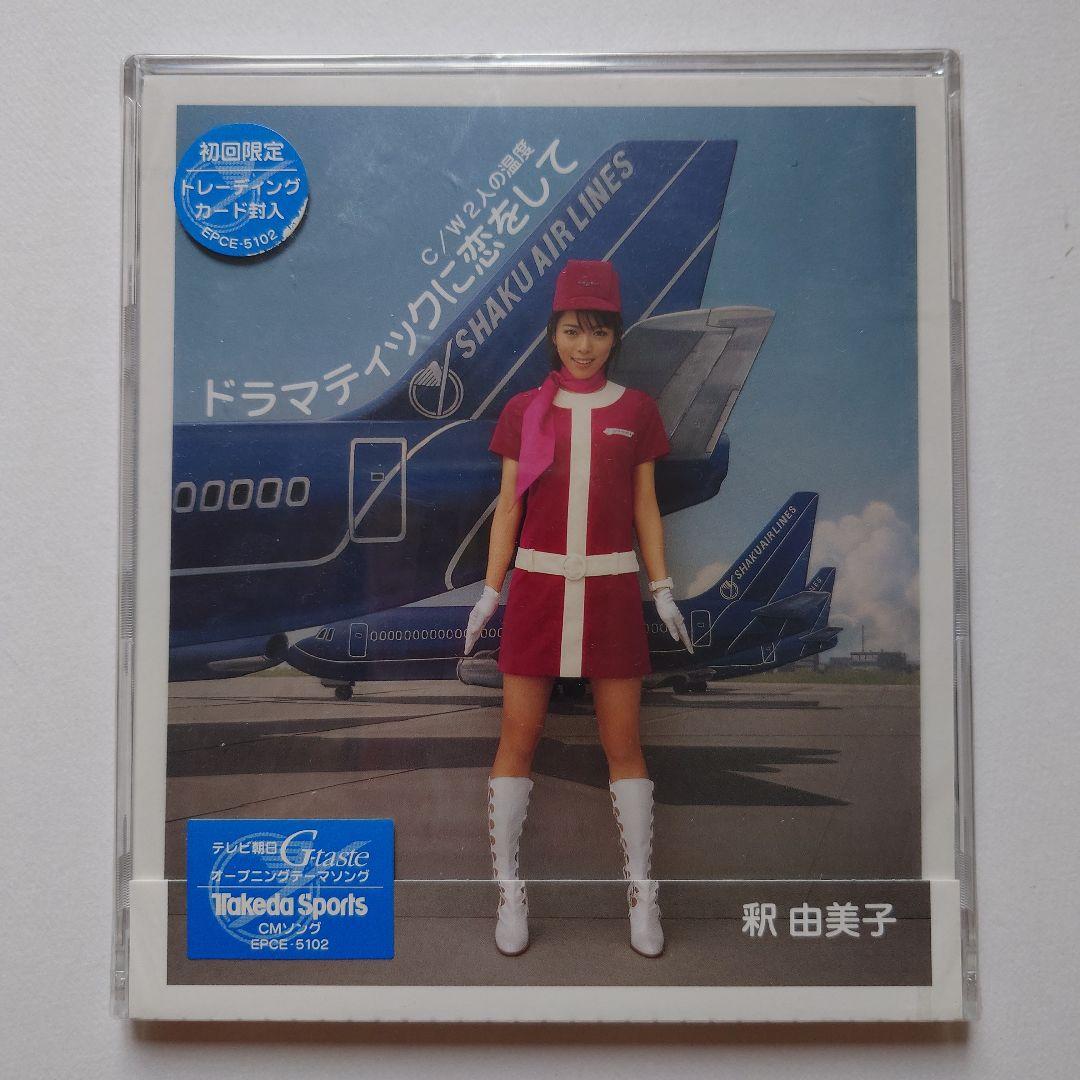 初回限定
トレーディング
カード封入
EPCE-5102
C/W 2人の温度
ドラマティックに恋をして
SHAKU AIR LINES
SHAKU AIR LINES
テレビ朝日 G-taste
オープニングテーマソング
Takeda Sports
CMソング
EPCE-5102
釈 由美子